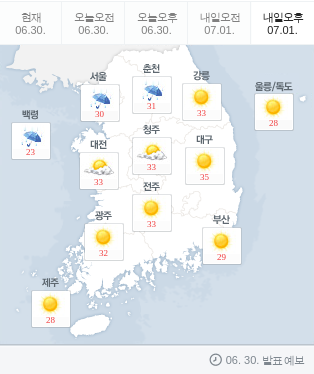 현재 오늘오전 오늘오후 내일오전 내일오후
06.30. 06.30. 06.30. 07.01. 07.01.
춘천
서울 강릉
울릉/독도
31
30 33
28
백령
23
청주
대전 대구
33
33 35
전주
33
광주 부산
32 29
제주
28
06. 30. 발표 예보